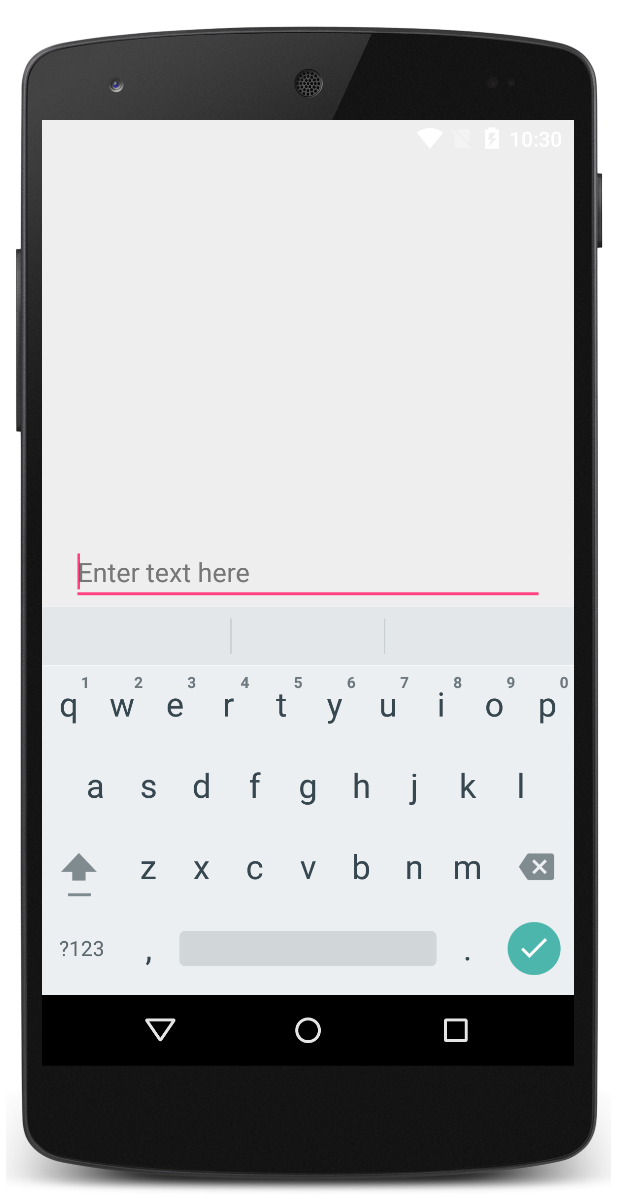 10:30
Enter text here
1 2 3 4 5 6 7 8 9 0
q w e r t y u i o p
a s d f g h j k l
z x c v b n m
?123 , .